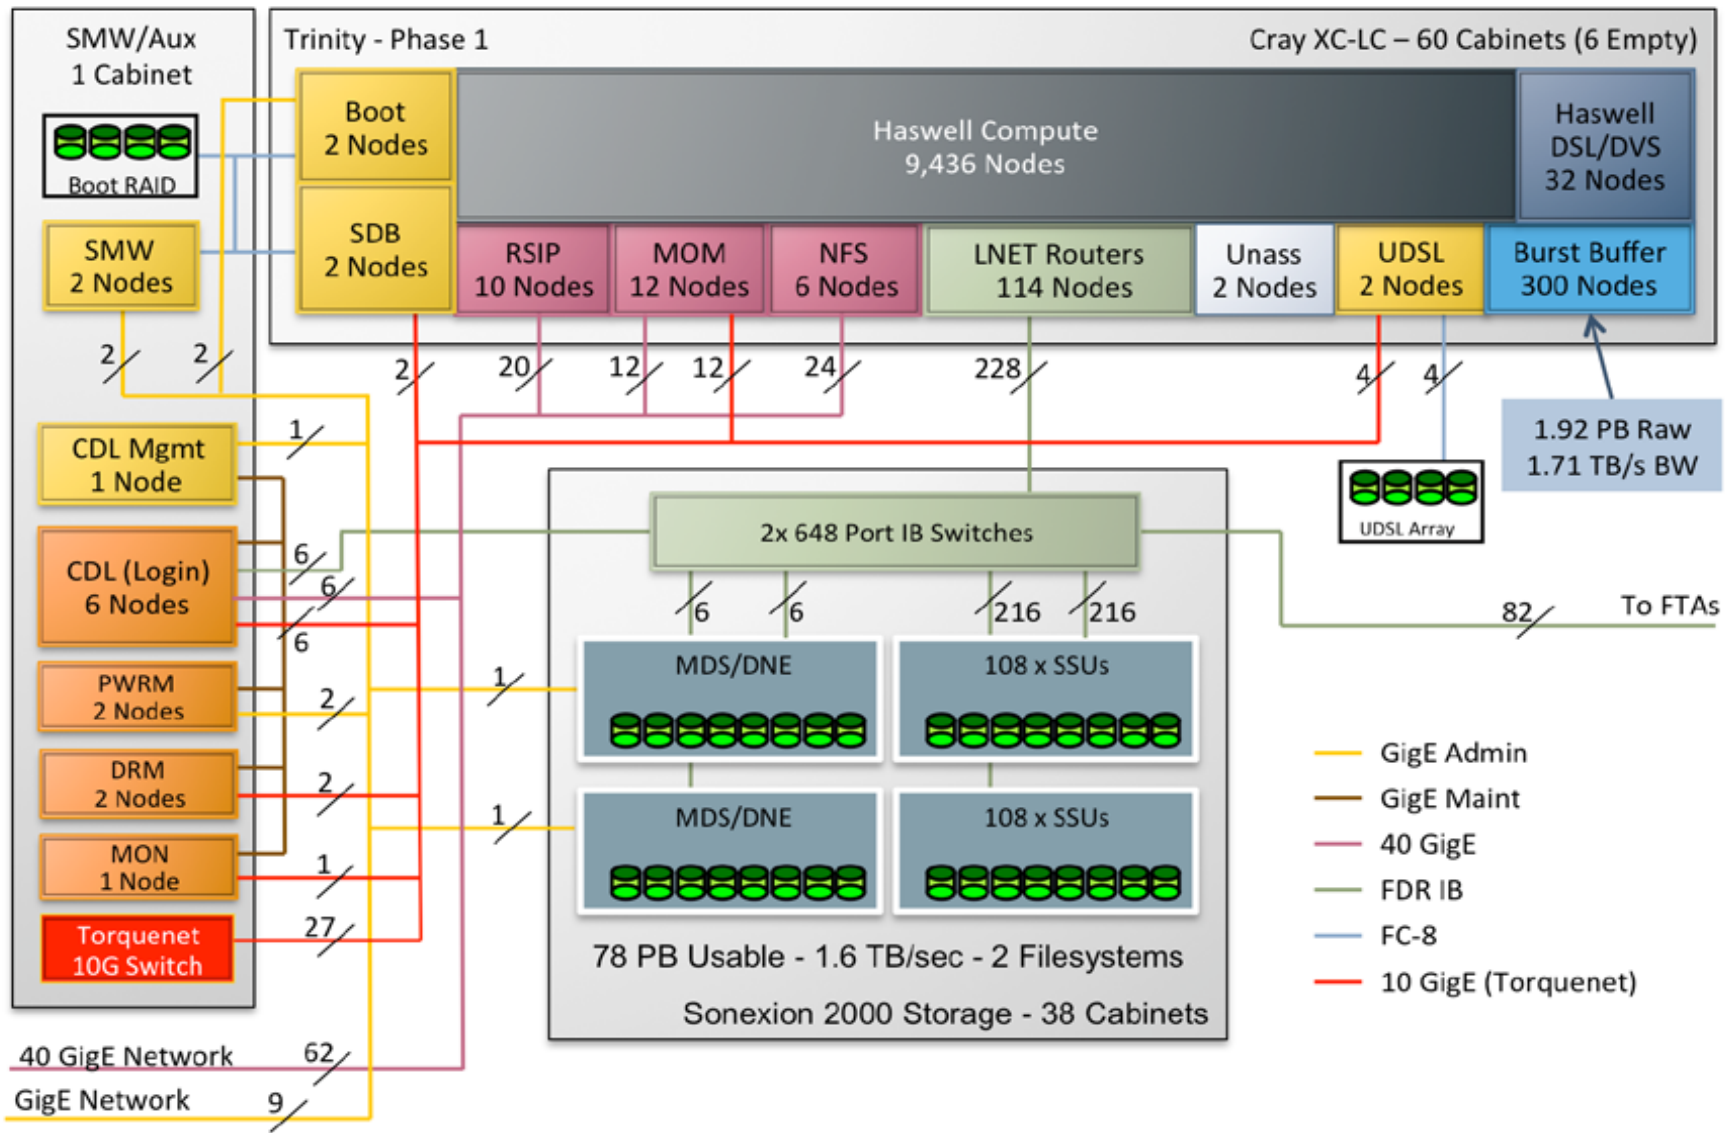 SMW/Aux
1 Cabinet
Boot RAID
SMW
2 Nodes
2
2
CDL Mgmt
1 Node
1
CDL (Login)
6 Nodes
6
6
6
PWRM
2 Nodes
2
DRM
2 Nodes
2
MON
1 Node
1
Torquenet
10G Switch
27
40 GigE Network
62
GigE Network
9
Trinity - Phase 1
Cray XC-LC – 60 Cabinets (6 Empty)
Boot
2 Nodes
Haswell Compute
9,436 Nodes
Haswell
DSL/DVS
32 Nodes
SDB
2 Nodes
RSIP
10 Nodes
MOM
12 Nodes
NFS
6 Nodes
LNET Routers
114 Nodes
Unass
2 Nodes
UDSL
2 Nodes
Burst Buffer
300 Nodes
2
20
12
12
24
228
4
4
1.92 PB Raw
1.71 TB/s BW
UDSL Array
2x 648 Port IB Switches
6
6
216
216
82
To FTAs
1
MDS/DNE
108 x SSUs
1
MDS/DNE
108 x SSUs
78 PB Usable - 1.6 TB/sec - 2 Filesystems
Sonexion 2000 Storage - 38 Cabinets
GigE Admin
GigE Maint
40 GigE
FDR IB
FC-8
10 GigE (Torquenet)